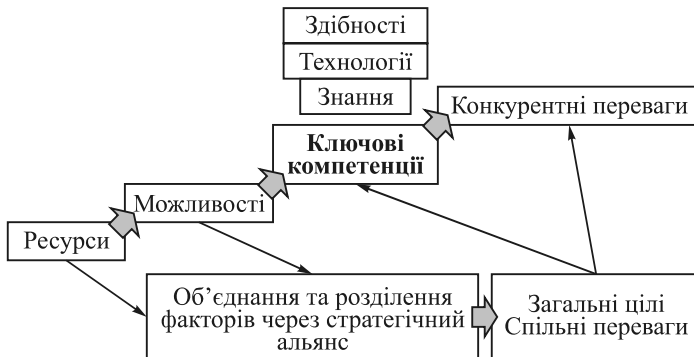 Здібності
Технології
Знання
Конкурентні переваги
Ключові
компетенції
Можливості
Ресурси
Об’єднання та розділення
факторів через стратегічний
альянс
Загальні цілі
Спільні переваги